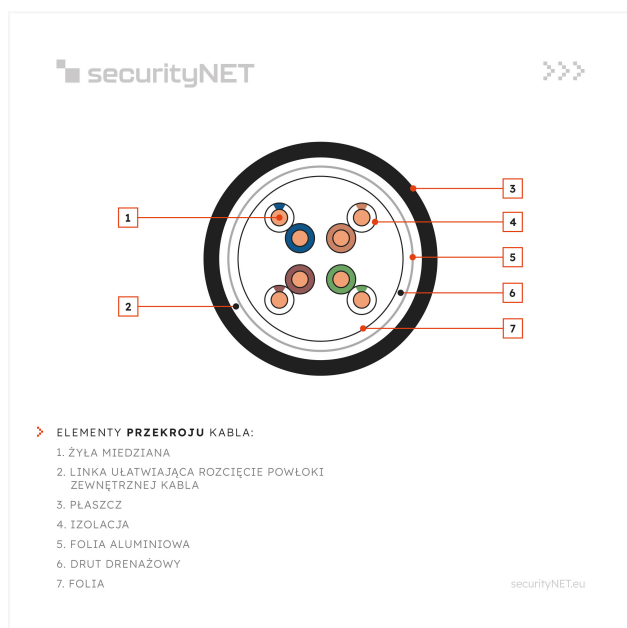 securityNET
1
2
3
4
5
6
7
ELEMENTY PRZEKROJU KABLA:
1. ŻYŁA MIEDZIANA
2. LINKA UŁATWIAJĄCA ROZCIĘCIE POWŁOKI
ZEWNĘTRZNEJ KABLA
3. PŁASZCZ
4. IZOLACJA
5. FOLIA ALUMINIOWA
6. DRUT DRENAŻOWY
7. FOLIA
securityNET.eu